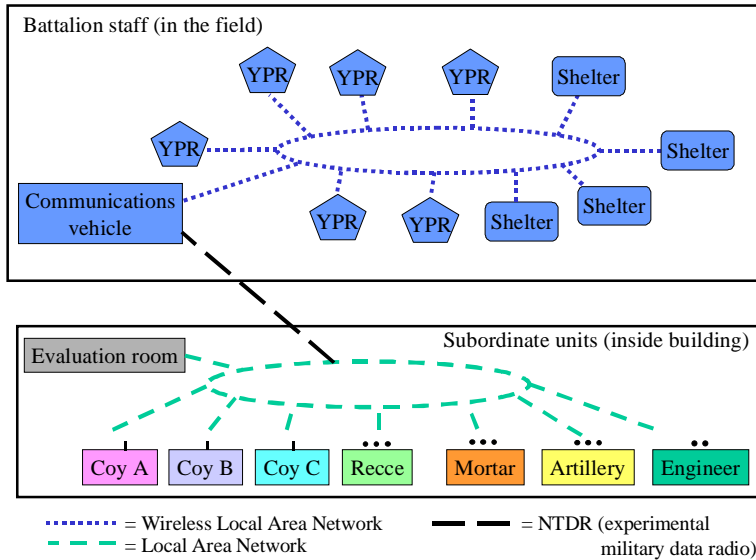 Battalion staff (in the field)
YPR
YPR
YPR
Shelter
YPR
Shelter
Communications
vehicle
YPR
YPR
Shelter
Shelter
Subordinate units (inside building)
Evaluation room
Coy A
Coy B
Coy C
Recce
Mortar
Artillery
Engineer
= Wireless Local Area Network
= Local Area Network
= NTDR (experimental
military data radio)